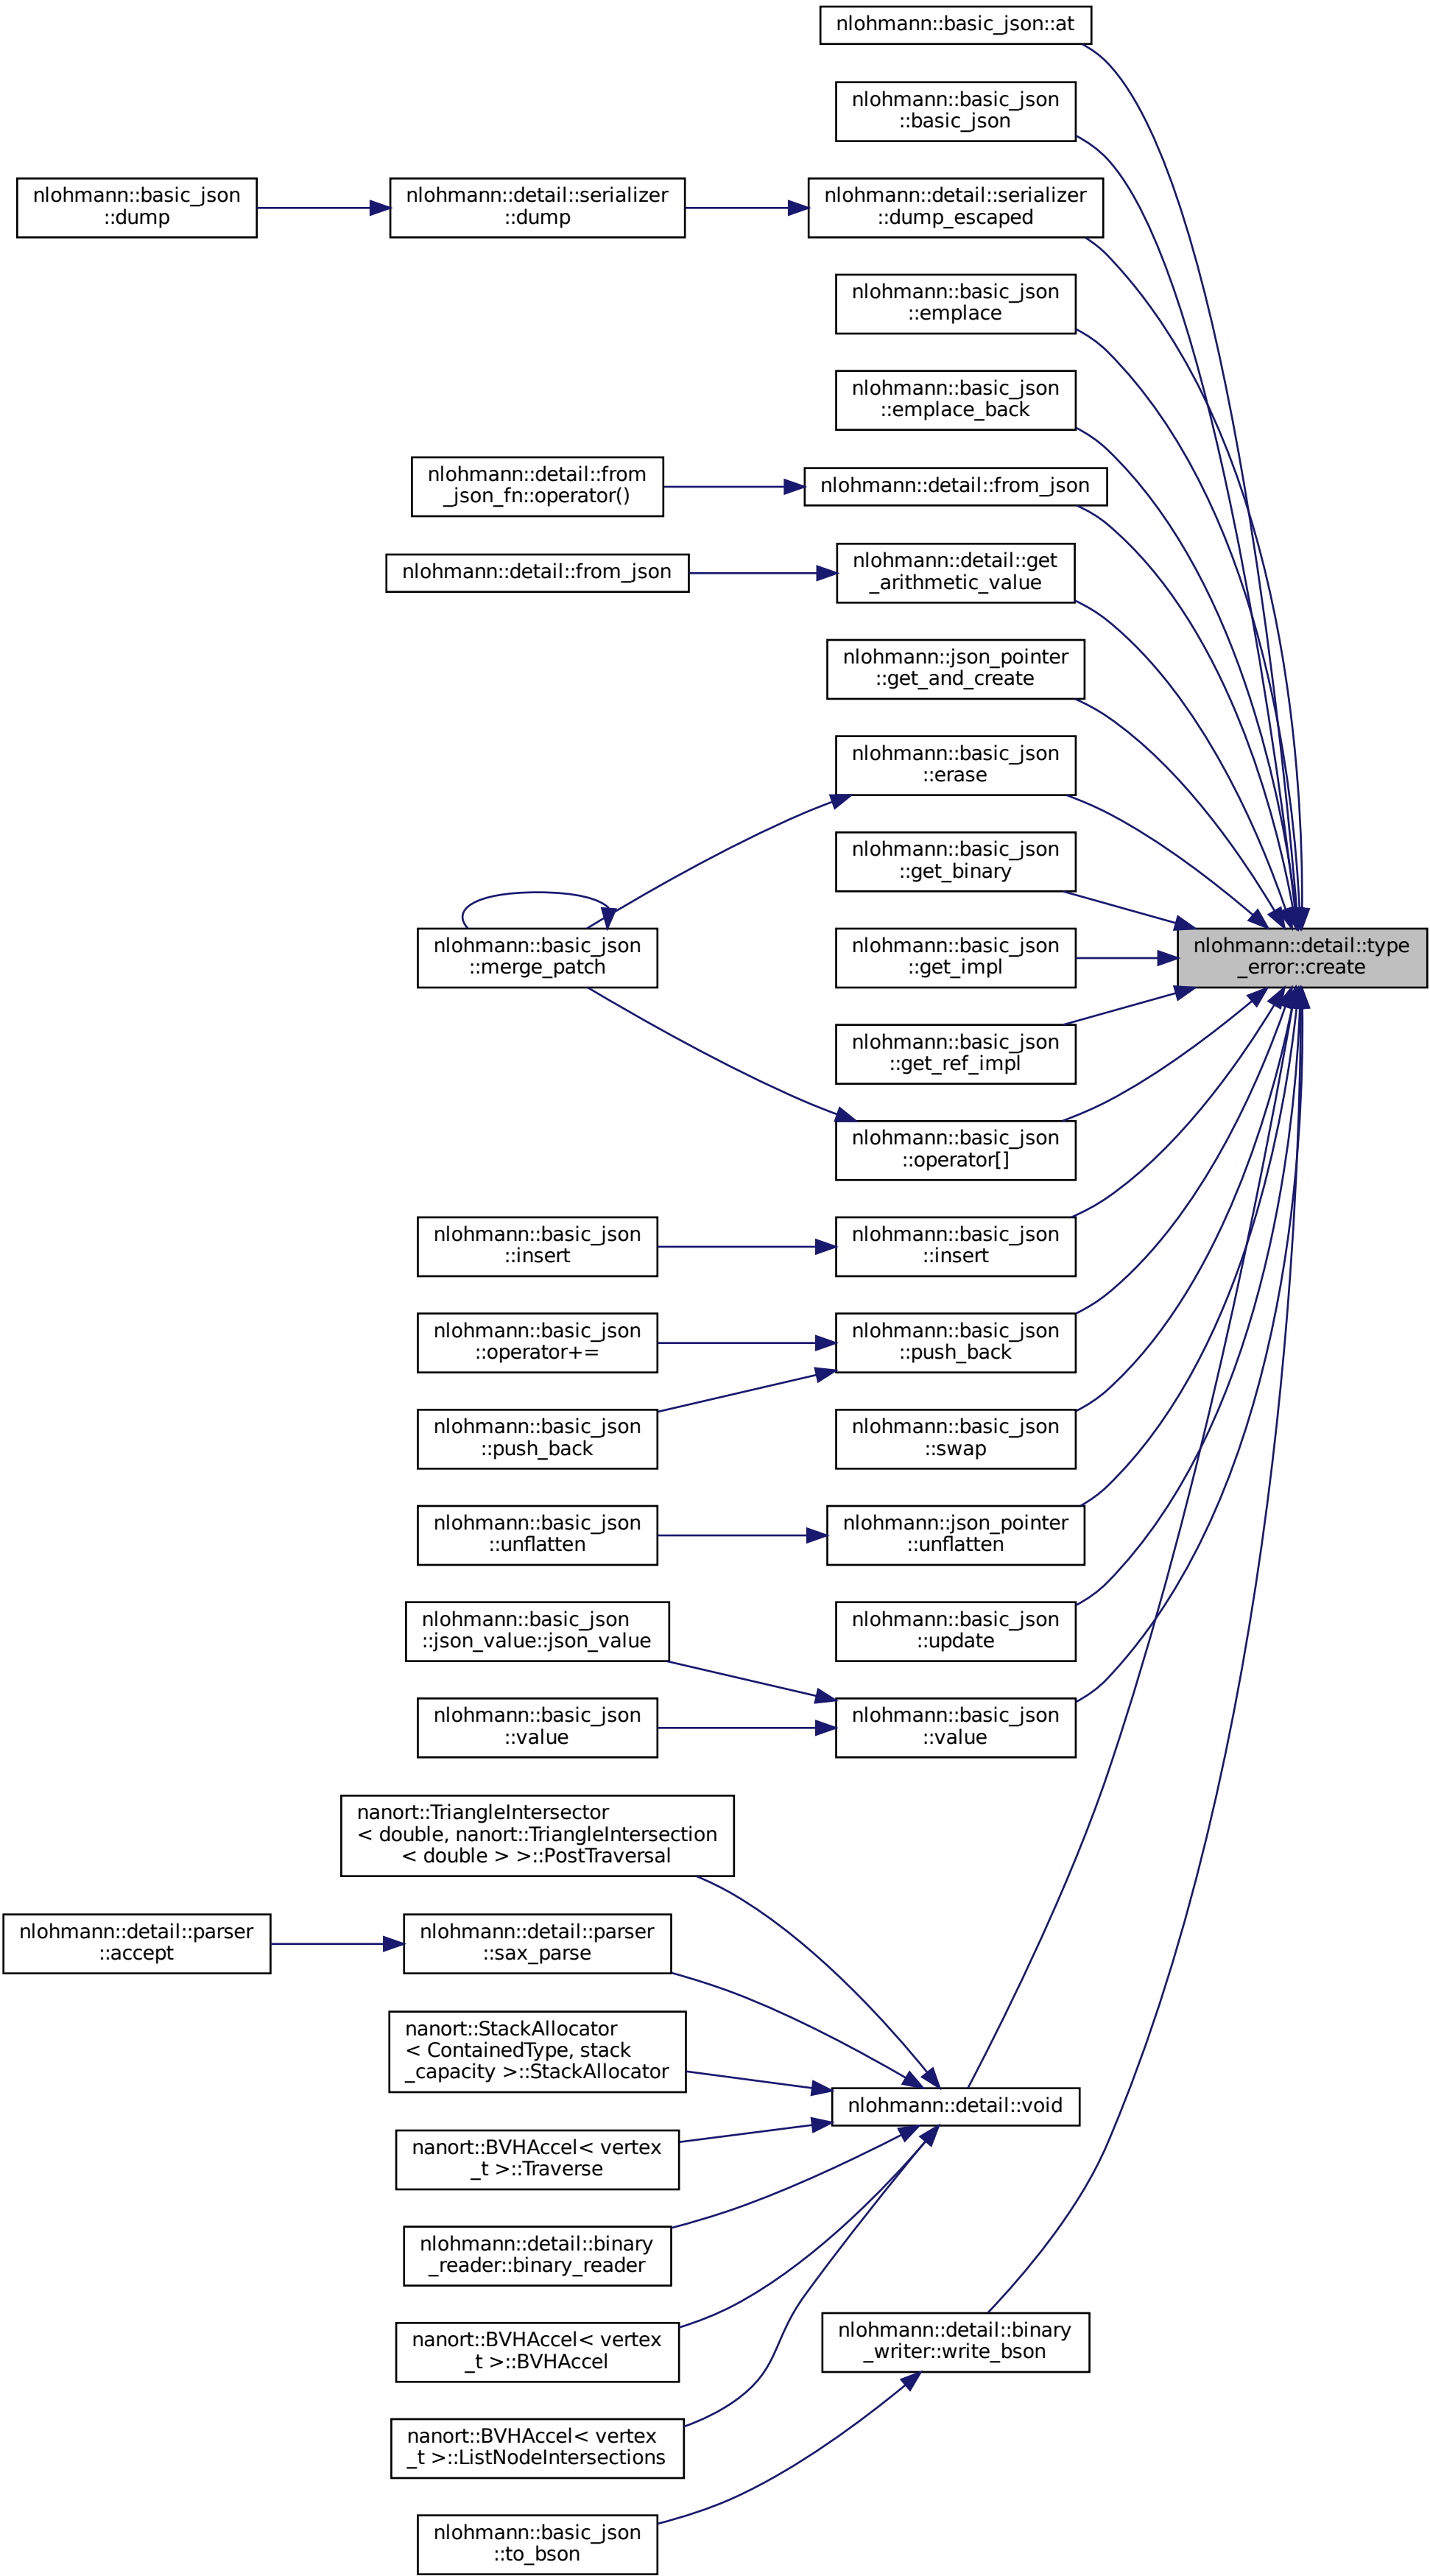 nlohmann::basic_json::at
nlohmann::basic_json
::basic_json
nlohmann::basic_json
::dump
nlohmann::detail::serializer
::dump
nlohmann::detail::serializer
::dump_escaped
nlohmann::basic_json
::emplace
nlohmann::basic_json
::emplace_back
nlohmann::detail::from
_json_fn::operator()
nlohmann::detail::from_json
nlohmann::detail::from_json
nlohmann::detail::get
_arithmetic_value
nlohmann::json_pointer
::get_and_create
nlohmann::basic_json
::erase
nlohmann::basic_json
::get_binary
nlohmann::basic_json
::merge_patch
nlohmann::basic_json
::get_impl
nlohmann::detail::type
_error::create
nlohmann::basic_json
::get_ref_impl
nlohmann::basic_json
::operator[]
nlohmann::basic_json
::insert
nlohmann::basic_json
::insert
nlohmann::basic_json
::operator+=
nlohmann::basic_json
::push_back
nlohmann::basic_json
::push_back
nlohmann::basic_json
::swap
nlohmann::basic_json
::unflatten
nlohmann::json_pointer
::unflatten
nlohmann::basic_json
::json_value::json_value
nlohmann::basic_json
::update
nlohmann::basic_json
::value
nlohmann::basic_json
::value
nanort::TriangleIntersector
< double, nanort::TriangleIntersection
< double > >::PostTraversal
nlohmann::detail::parser
::accept
nlohmann::detail::parser
::sax_parse
nanort::StackAllocator
< ContainedType, stack
_capacity >::StackAllocator
nlohmann::detail::void
nanort::BVHAccel< vertex
_t >::Traverse
nlohmann::detail::binary
_reader::binary_reader
nanort::BVHAccel< vertex
_t >::BVHAccel
nlohmann::detail::binary
_writer::write_bson
nanort::BVHAccel< vertex
_t >::ListNodeIntersections
nlohmann::basic_json
::to_bson